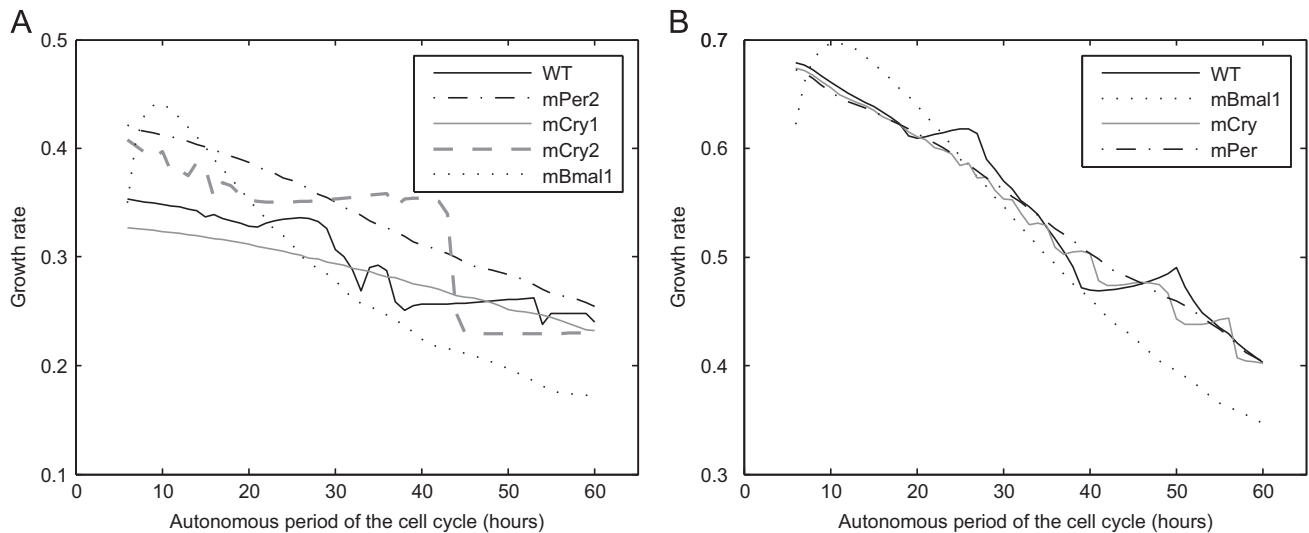 A
0.5
0.4
0.3
0.2
0.1
Growth rate
0
10
20
30
40
50
60
Autonomous period of the cell cycle (hours)
WT
mPer2
mCry1
mCry2
mBmal1
B
0.7
0.6
0.5
0.4
0.3
Growth rate
0
10
20
30
40
50
60
Autonomous period of the cell cycle (hours)
WT
mBmal1
mCry
mPer